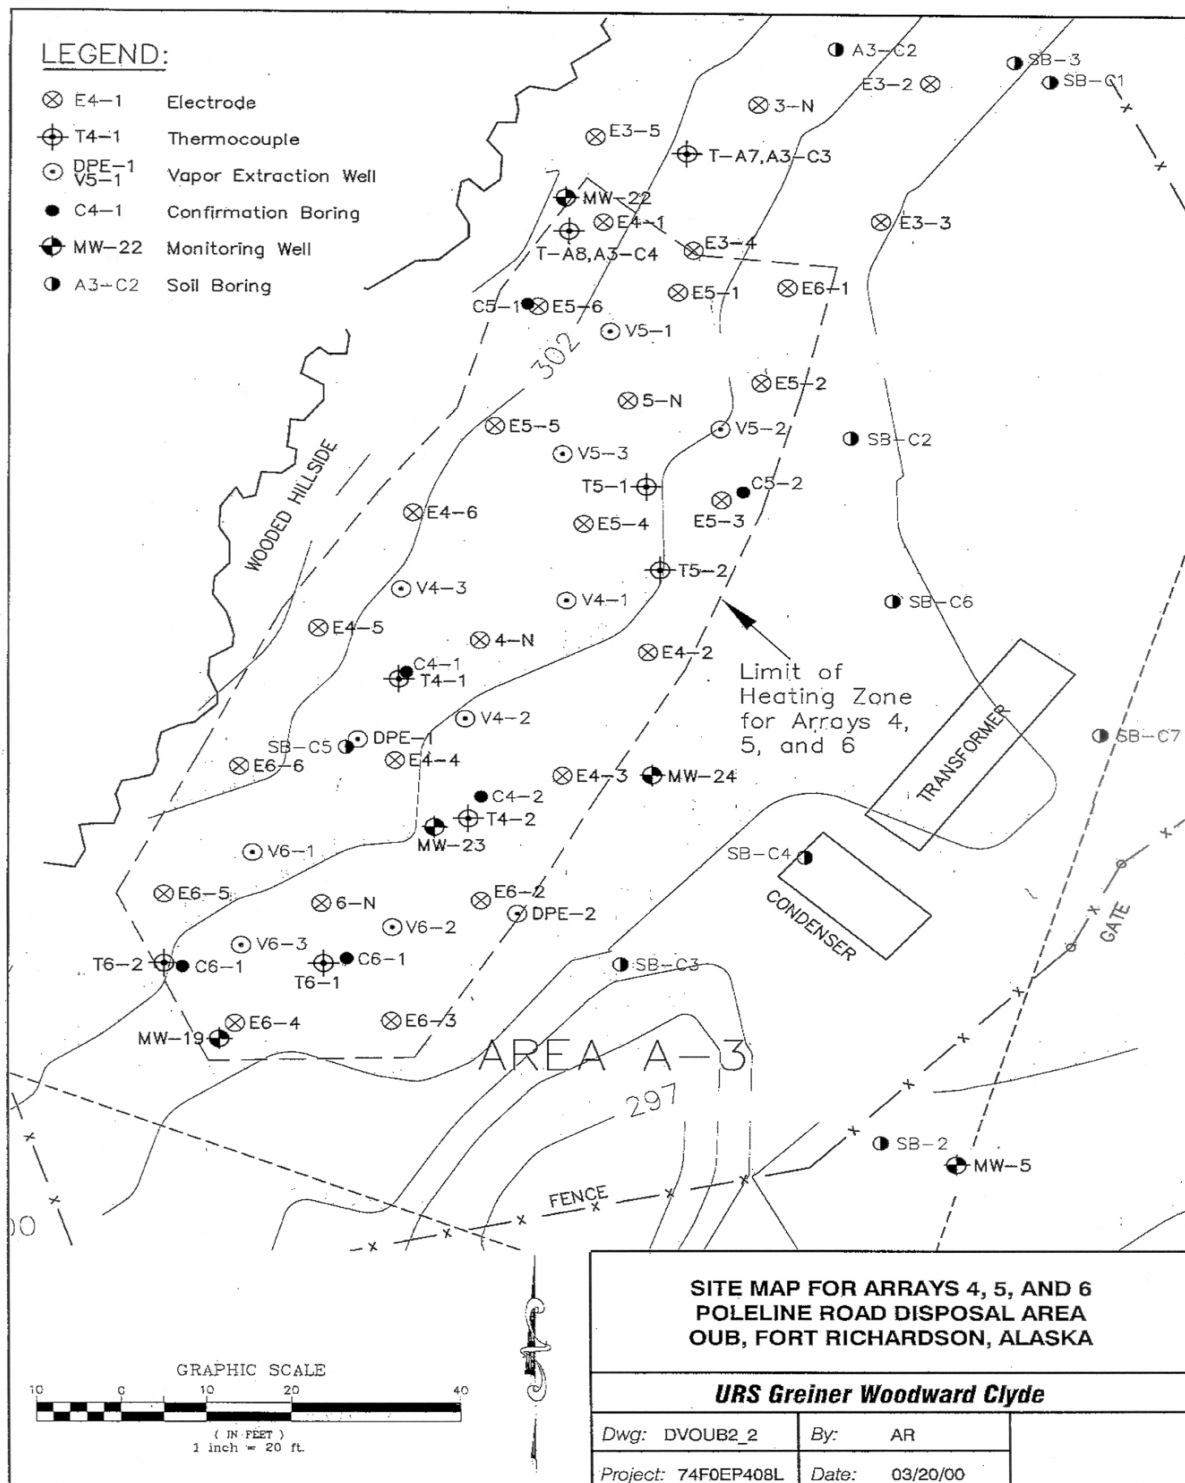 LEGEND:
E4-1 Electrode
T4-1 Thermocouple
DPE-1
V5-1 Vapor Extraction Well
C4-1 Confirmation Boring
MW-22 Monitoring Well
A3-C2 Soil Boring
A3-C2
SB-3
E3-2
SB-C1
3-N
E3-5
T-A7,A3-C3
MW-22
E4-1
E3-3
E3-4
T-A8,A3-C4
E5-1
E6-1
C5-1
E5-6
V5-1
302
E5-2
5-N
E5-5
V5-2
SB-C2
V5-3
WOODED HILLSIDE
T5-1
C5-2
E5-3
E4-6
E5-4
T5-2
V4-3
V4-1
SB-C6
E4-5
4-N
E4-2
C4-1
T4-1
Limit of
Heating Zone
for Arrays 4,
5, and 6
V4-2
TRANSFORMER
SB-C7
DPE-1
SB-C5
E6-6
E4-4
E4-3
MW-24
C4-2
T4-2
MW-23
V6-1
SB-C4
CONDENSER
GATE
E6-5
6-N
E6-2
DPE-2
V6-2
V6-3
T6-2
C6-1
T6-1
C6-1
SB-C3
E6-4
MW-19
E6-3
AREA A-3
297
SB-2
MW-5
FENCE
00
GRAPHIC SCALE
10 0 10 20 40
( IN FEET )
1 inch = 20 ft.
SITE MAP FOR ARRAYS 4, 5, AND 6
POLELINE ROAD DISPOSAL AREA
OUB, FORT RICHARDSON, ALASKA
URS Greiner Woodward Clyde
Dwg: DVOUB2_2 By: AR
Project: 74F0EP408L Date: 03/20/00